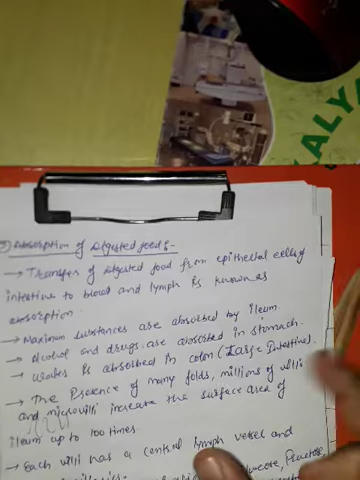 KALYA
Absorption of Digested food :-
→ Transfer of digested food from epithelial cells of
intestine to blood and lymph is known as
absorption.
→ Maximum substances are absorbed by ileum.
→ Alcohol and drugs are absorbed in stomach.
→ is absorbed in colon (Large Intestine).
→ The Presence of many folds, millions of villi
and microvilli increase the surface area of
ileum up to 100 times.
→ Each villi has a central lymph vessel and